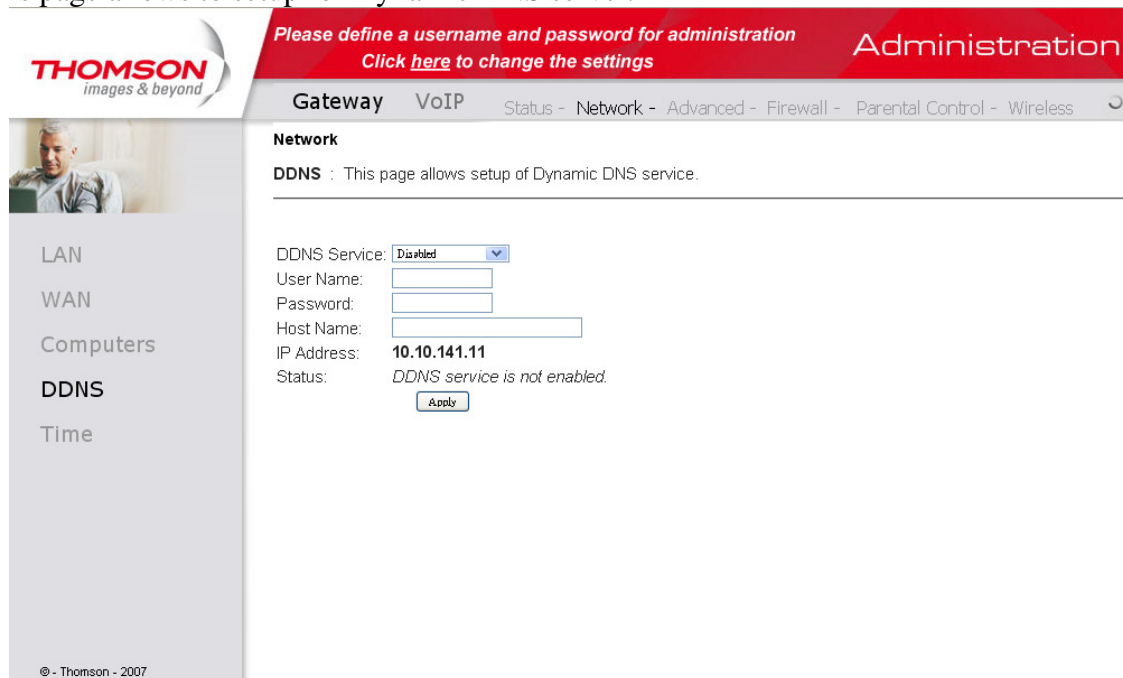 Please define a username and password for administration
Click here to change the settings
Administration
THOMSON
images & beyond
Gateway VoIP Status - Network - Advanced - Firewall - Parental Control - Wireless
Network
DDNS : This page allows setup of Dynamic DNS service.
LAN
WAN
Computers
DDNS
Time
DDNS Service: Disabled
User Name:
Password:
Host Name:
IP Address: 10.10.141.11
Status: DDNS service is not enabled.
Apply
© - Thomson - 2007